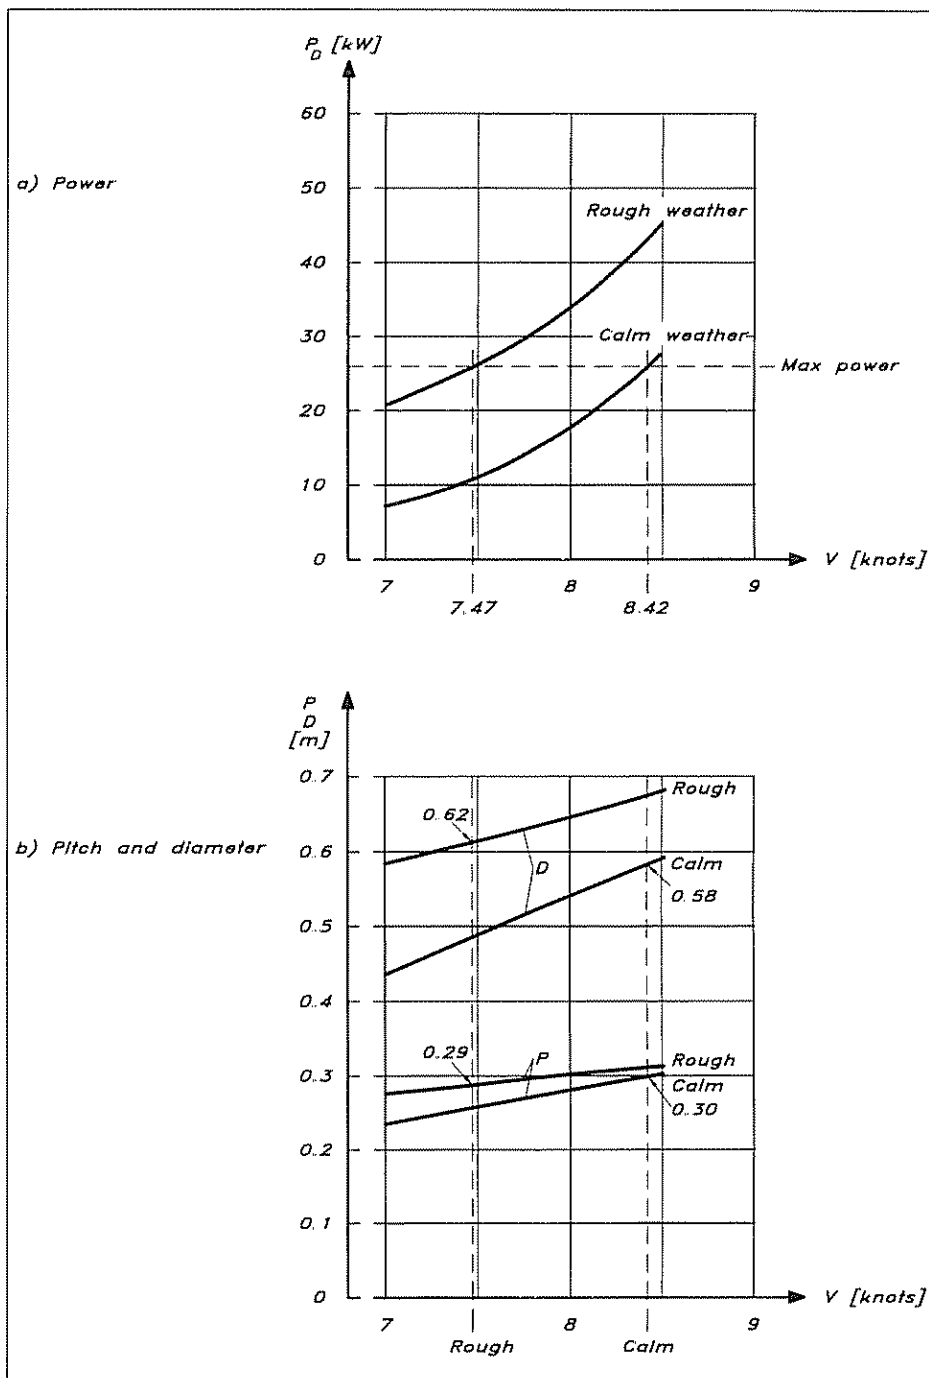 P_D [kW]
60
a) Power
50
Rough weather
40
30
Calm weather
Max power
20
10
0
V [knots]
7
8
9
7.47
8.42
P
D
[m]
0.7
Rough
0.62
b) Pitch and diameter
0.6
D
Calm
0.58
0.5
0.4
0.29
P
Rough
0.3
Calm
0.30
0.2
0.1
0
V [knots]
7
8
9
Rough
Calm